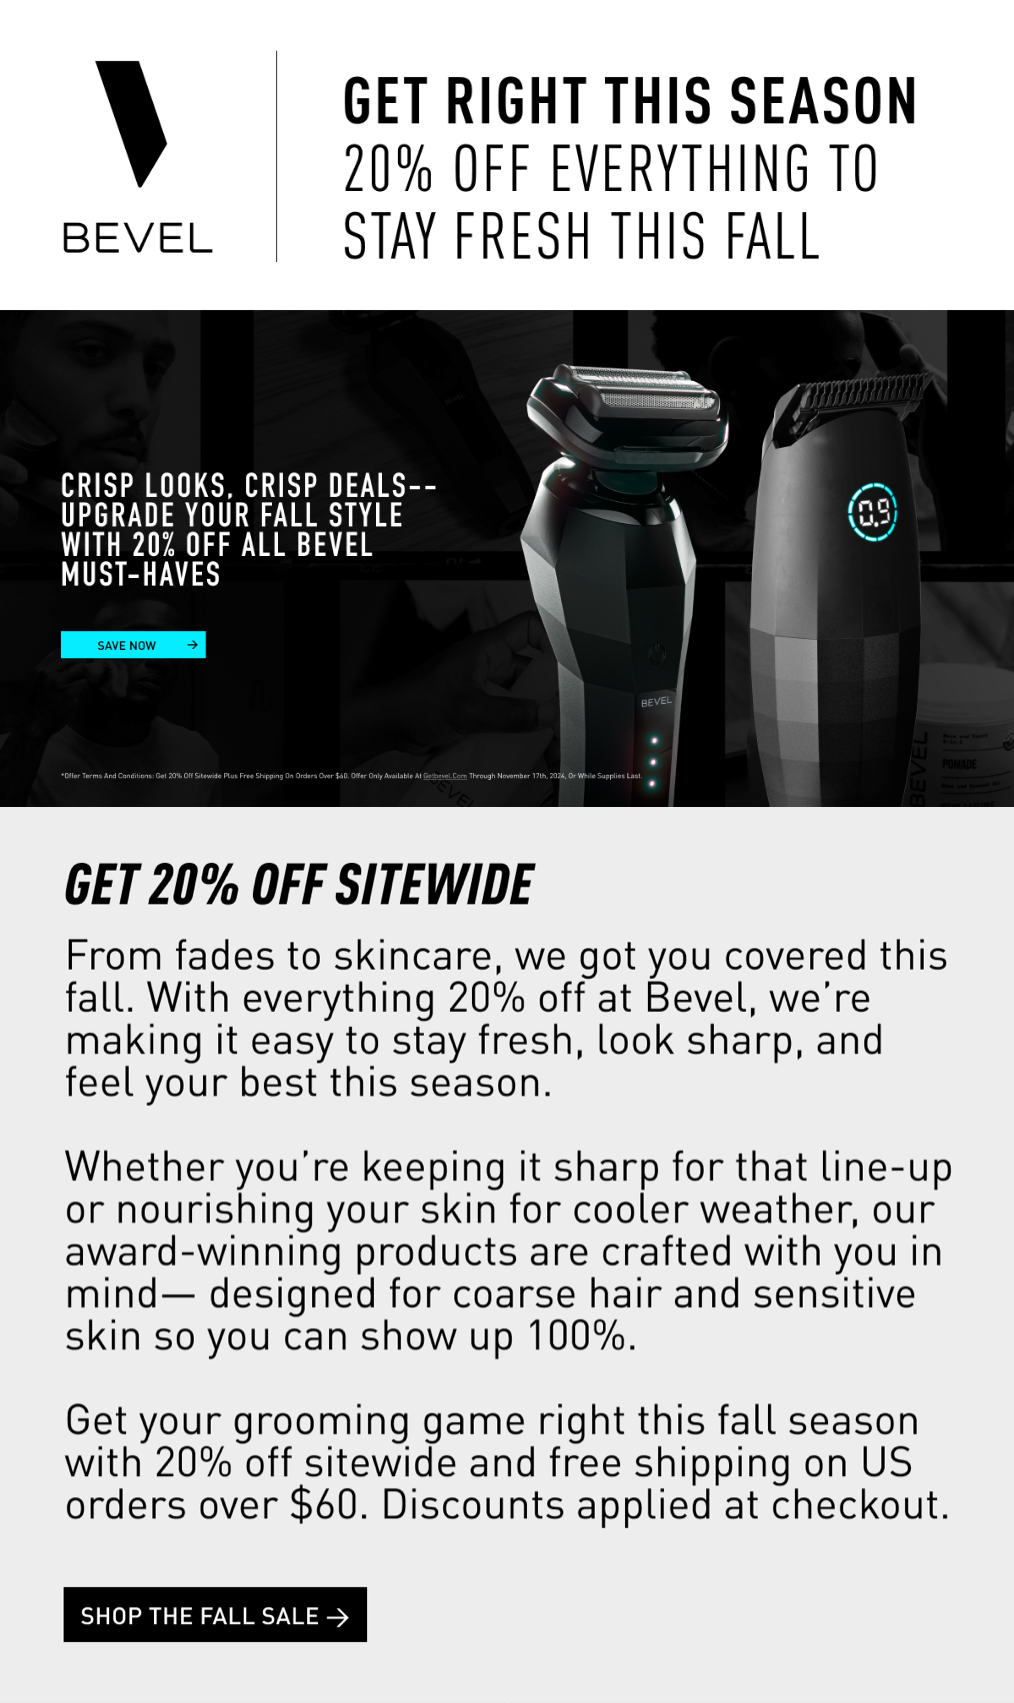 BEVEL
GET RIGHT THIS SEASON
20% OFF EVERYTHING TO
STAY FRESH THIS FALL
CRISP LOOKS, CRISP DEALS--
UPGRADE YOUR FALL STYLE
WITH 20% OFF ALL BEVEL
MUST-HAVES
SAVE NOW →
0.9
BEVEL
BEVEL
POMADE
BEVEL
*Offer Terms And Conditions: Get 20% Off Sitewide Plus Free Shipping On Orders Over $60. Offer Only Available At Getbevel.Com Through November 17th, 2024, Or While Supplies Last.
GET 20% OFF SITEWIDE
From fades to skincare, we got you covered this
fall. With everything 20% off at Bevel, we’re
making it easy to stay fresh, look sharp, and
feel your best this season.
Whether you’re keeping it sharp for that line-up
or nourishing your skin for cooler weather, our
award-winning products are crafted with you in
mind— designed for coarse hair and sensitive
skin so you can show up 100%.
Get your grooming game right this fall season
with 20% off sitewide and free shipping on US
orders over $60. Discounts applied at checkout.
SHOP THE FALL SALE →